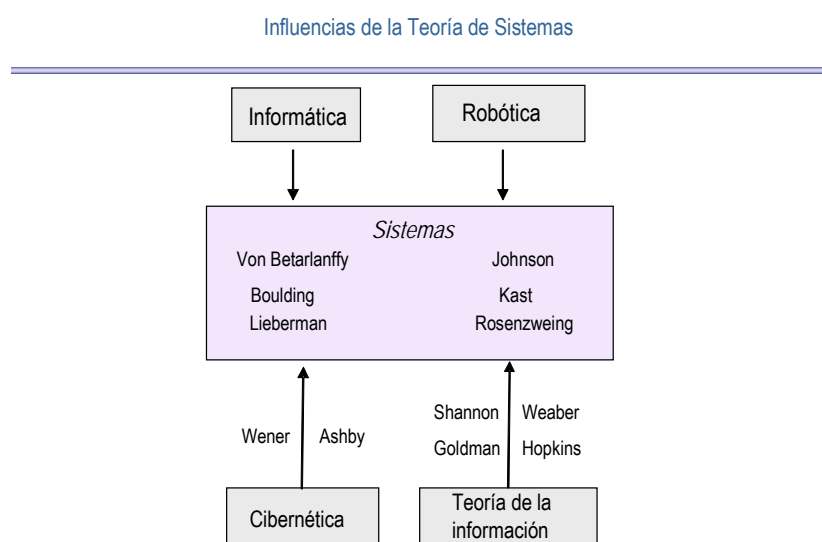 Influencias de la Teoría de Sistemas
Informática
Robótica
Sistemas
Von Betarlanffy
Johnson
Boulding
Kast
Lieberman
Rosenzweing
Shannon
Weaber
Wener
Ashby
Goldman
Hopkins
Cibernética
Teoría de la
información